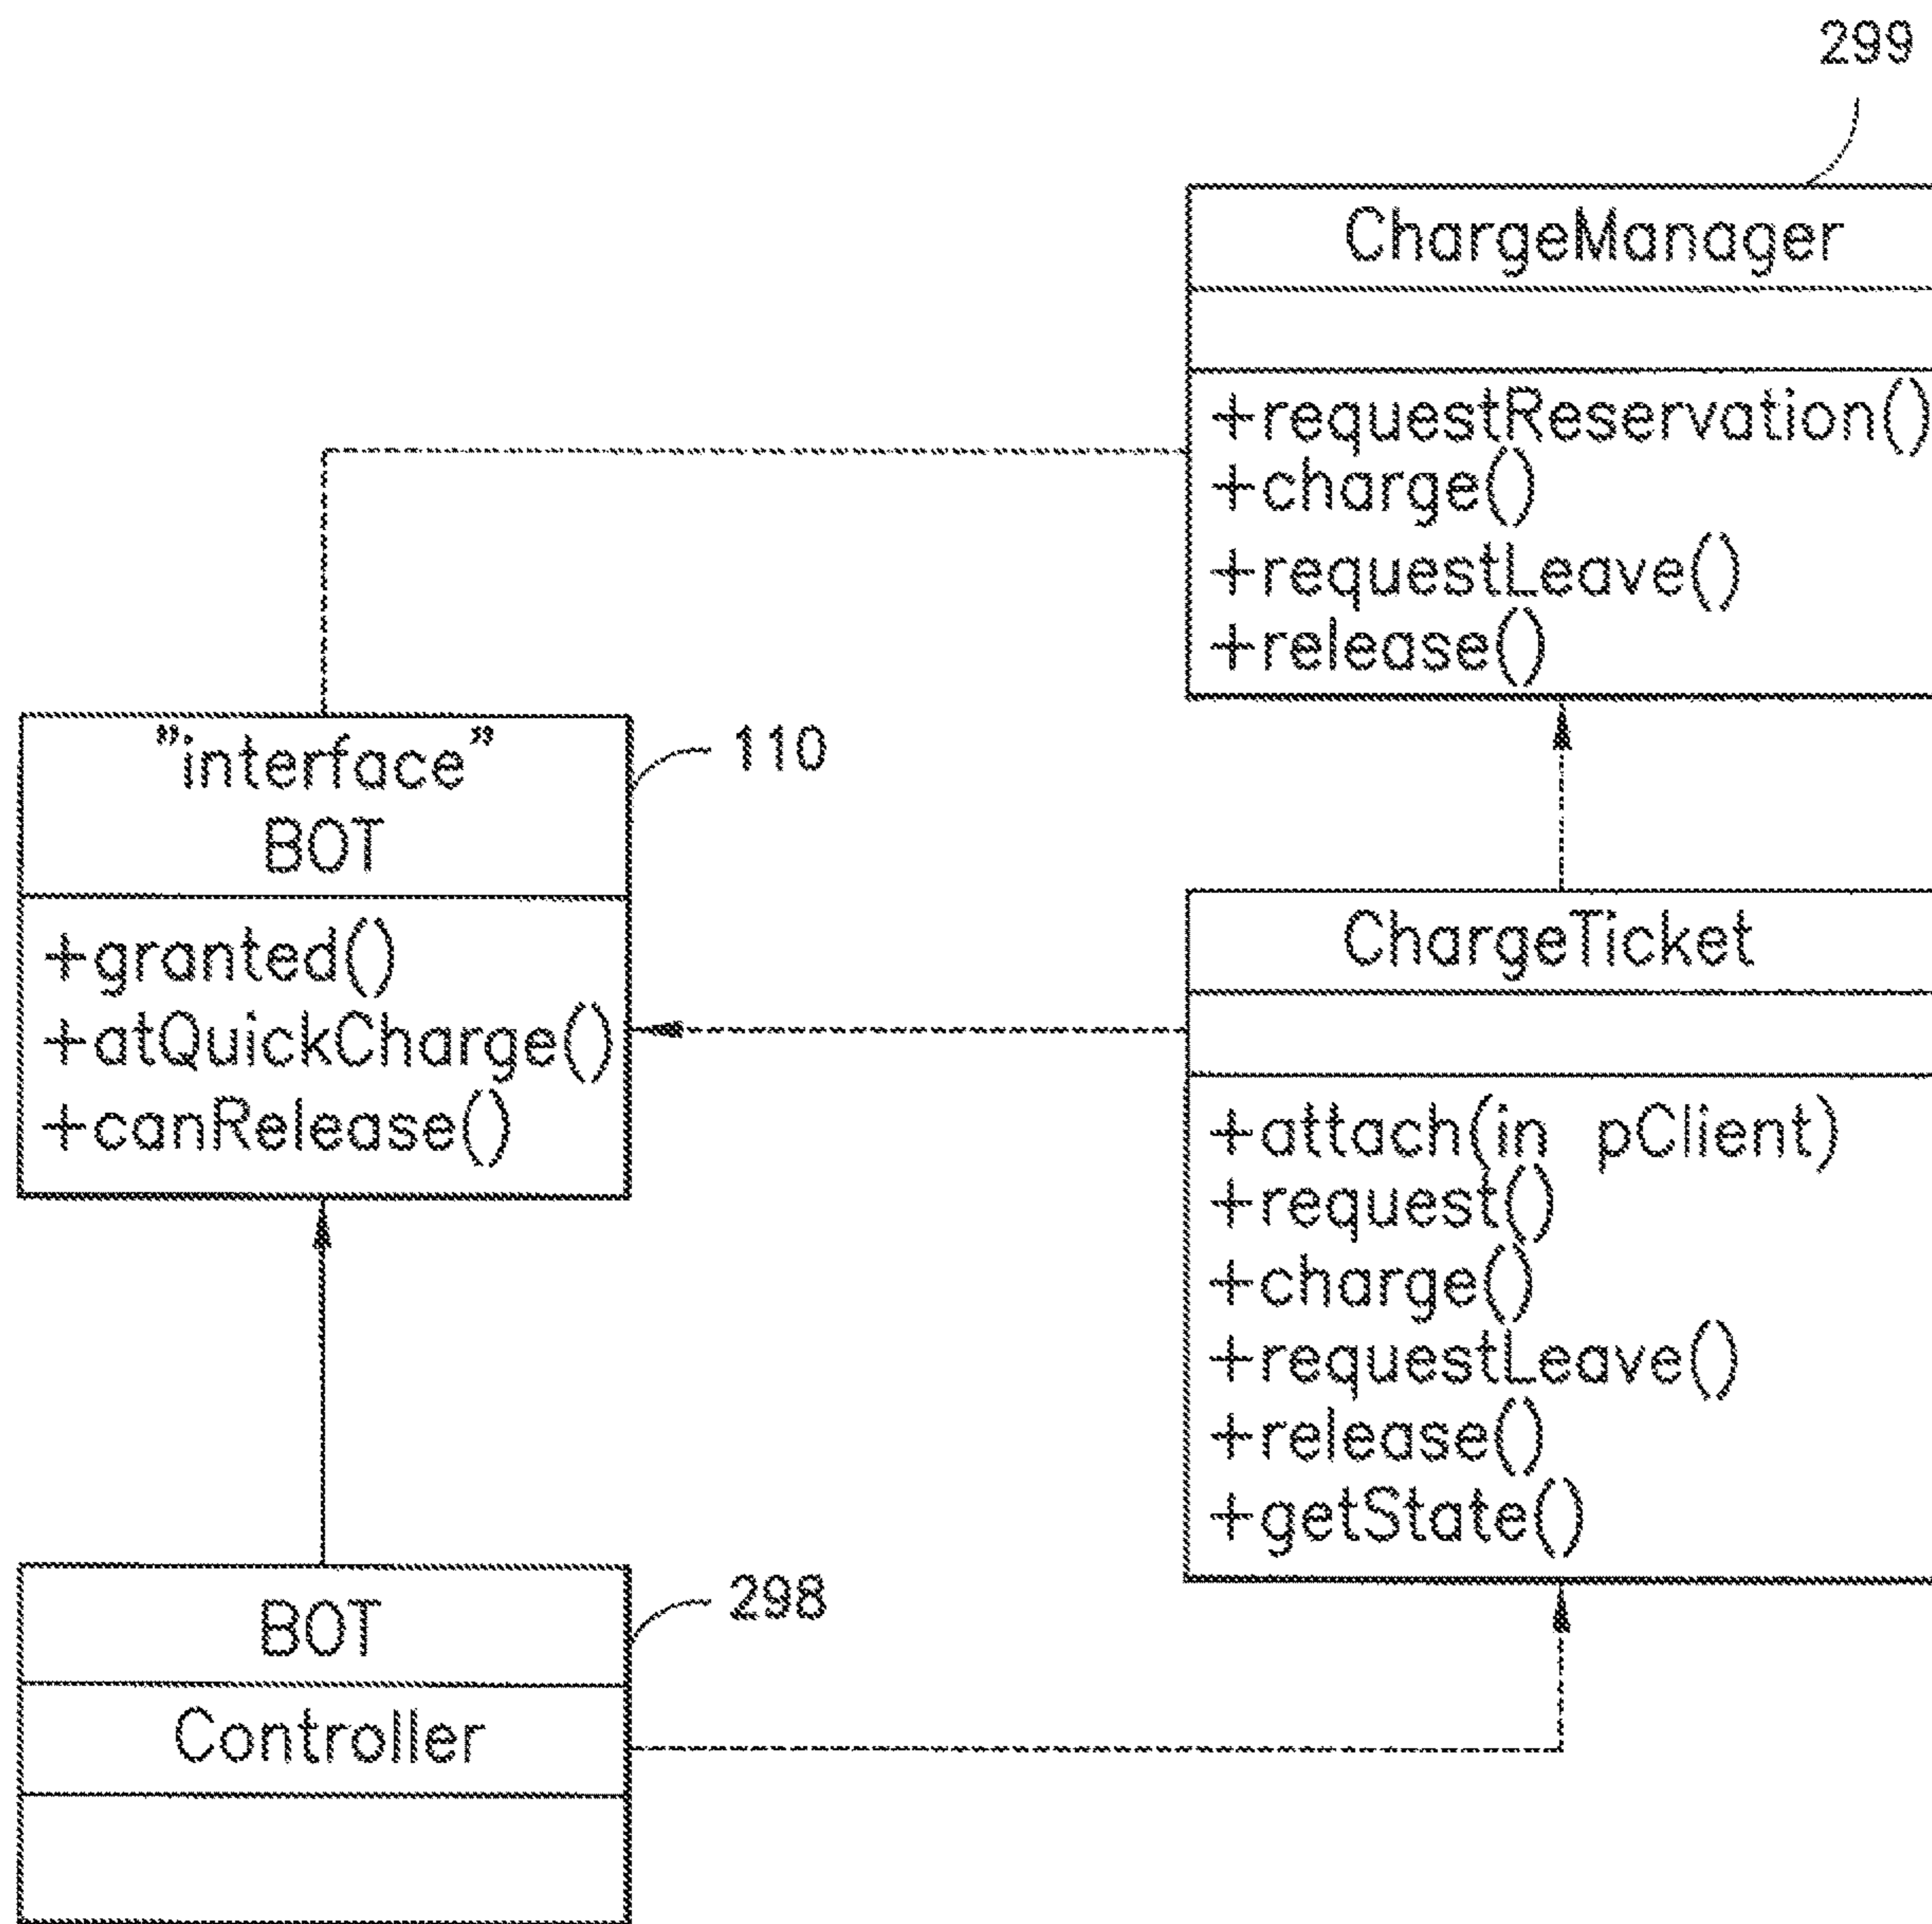 299
ChargeManager
+requestReservation()
+charge()
+requestLeave()
+release()
"interface"
BOT
110
+granted()
+atQuickCharge()
+canRelease()
ChargeTicket
+attach(in pClient)
+request()
+charge()
+requestLeave()
+release()
+getState()
BOT
298
Controller